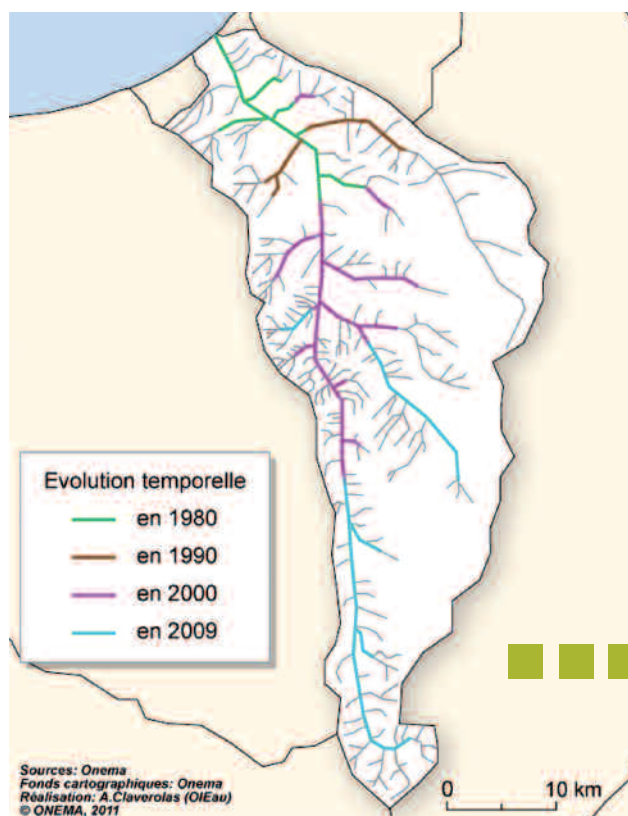 Evolution temporelle
en 1980
en 1990
en 2000
en 2009
Sources: Onema
Fonds cartographiques: Onema
Réalisation: A.Claverolas (OIEau)
© ONEMA, 2011
0 10 km